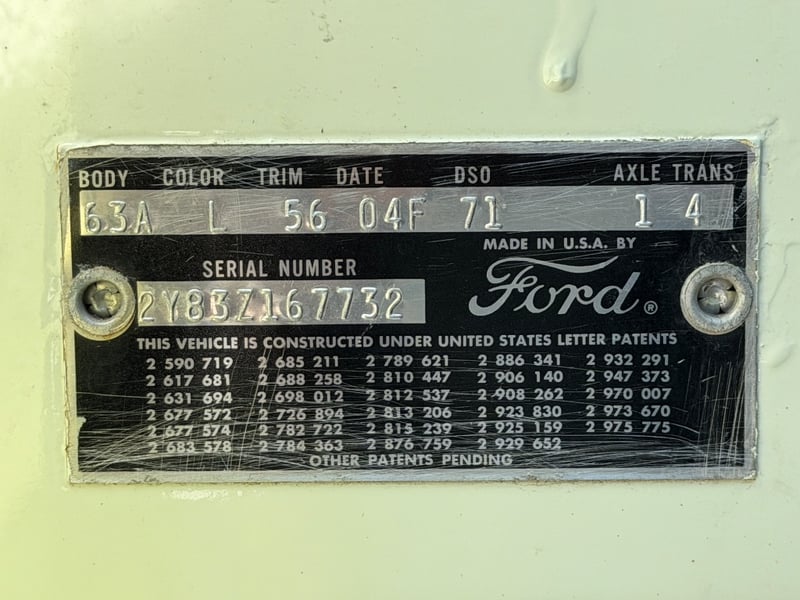 BODY COLOR TRIM DATE DSO AXLE TRANS
63A L 56 04F 71 1 4
MADE IN U.S.A. BY
SERIAL NUMBER
Ford ®
2Y83Z167732
THIS VEHICLE IS CONSTRUCTED UNDER UNITED STATES LETTER PATENTS
2 590 719 2 685 211 2 789 621 2 886 341 2 932 291
2 617 681 2 688 258 2 810 447 2 906 140 2 947 373
2 631 694 2 698 012 2 812 537 2 908 262 2 970 007
2 677 572 2 726 894 2 813 206 2 923 830 2 973 670
2 677 574 2 782 722 2 815 239 2 925 159 2 975 775
2 683 578 2 784 363 2 876 759 2 929 652
OTHER PATENTS PENDING